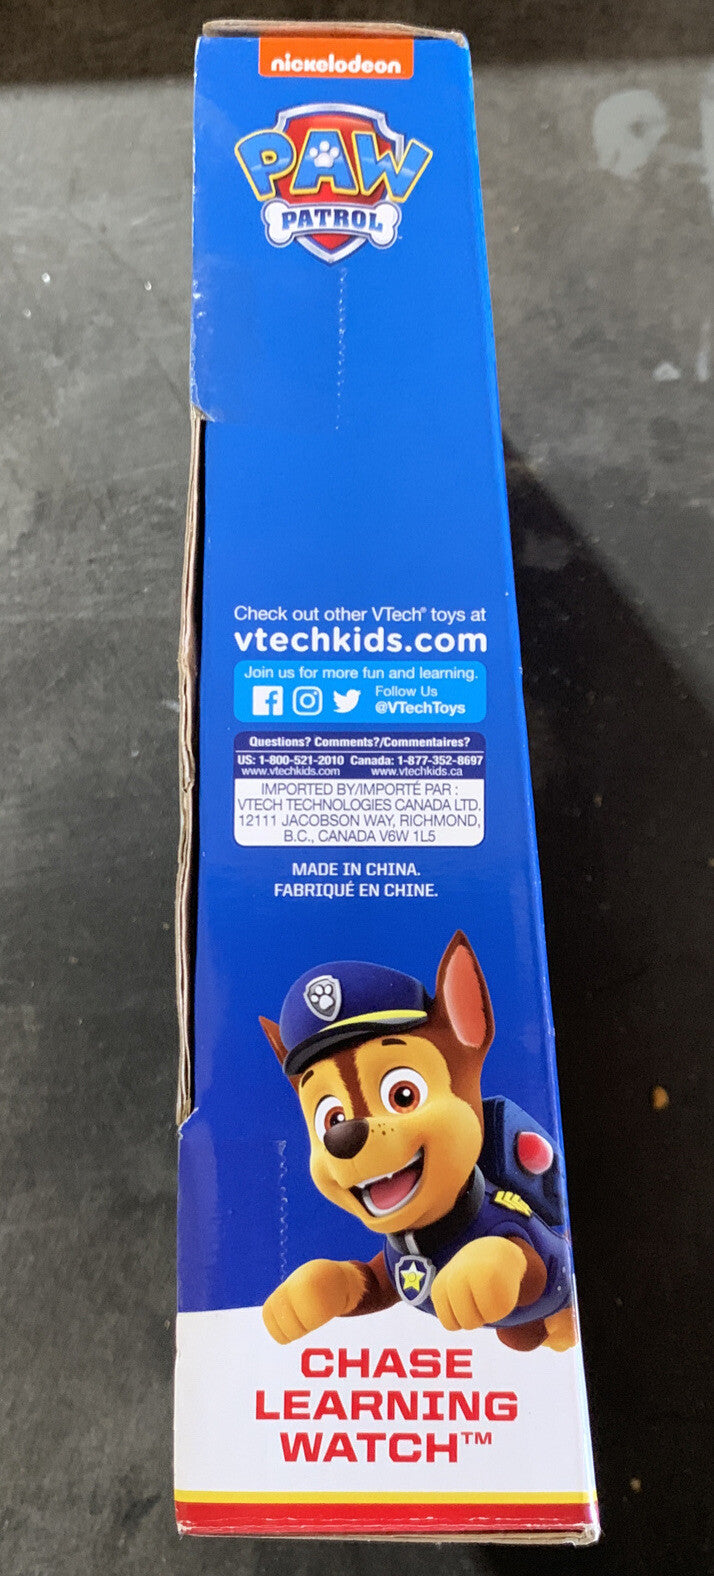 nickelodeon
PAW
PATROL
Check out other VTech® toys at
vtechkids.com
Join us for more fun and learning.
Follow Us
@VTechToys
Questions? Comments?/Commentaires?
US: 1-800-521-2010 Canada: 1-877-352-8697
www.vtechkids.com www.vtechkids.ca
IMPORTED BY/IMPORTÉ PAR :
VTECH TECHNOLOGIES CANADA LTD.
12111 JACOBSON WAY, RICHMOND,
B.C., CANADA V6W 1L5
MADE IN CHINA.
FABRIQUÉ EN CHINE.
CHASE
LEARNING
WATCH™